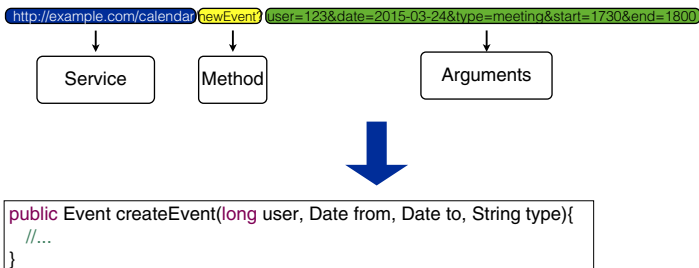 http://example.com/calendar newEvent? user=123&date=2015-03-24&type=meeting&start=1730&end=1800
Service Method Arguments
public Event createEvent(long user, Date from, Date to, String type){
//...
}